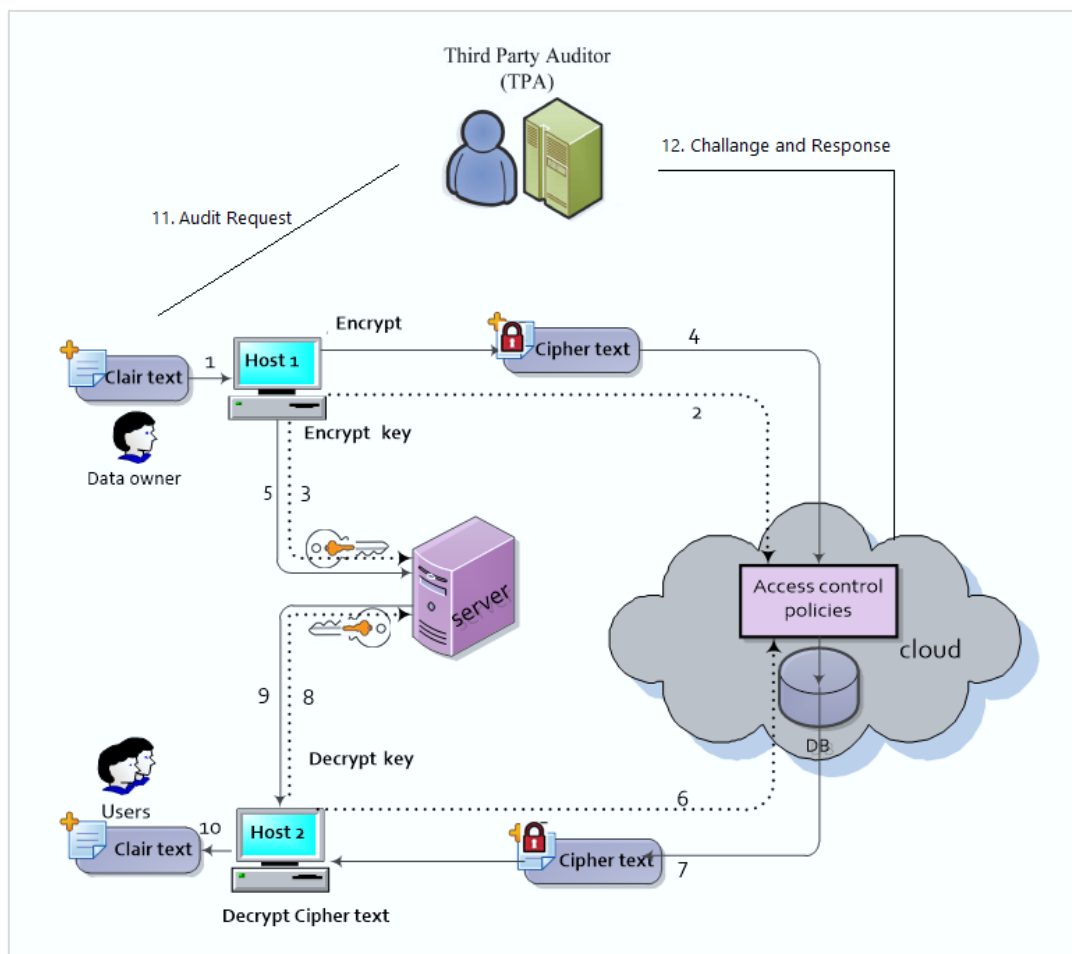 Third Party Auditor
(TPA)
12. Challange and Response
11. Audit Request
Encrypt
4
Cipher text
Host 1
1
Clair text
2
Encrypt key
Data owner
5
3
server
Access control
policies
cloud
9
8
DB
Decrypt key
Users
6
10
Host 2
Clair text
Cipher text
7
Decrypt Cipher text